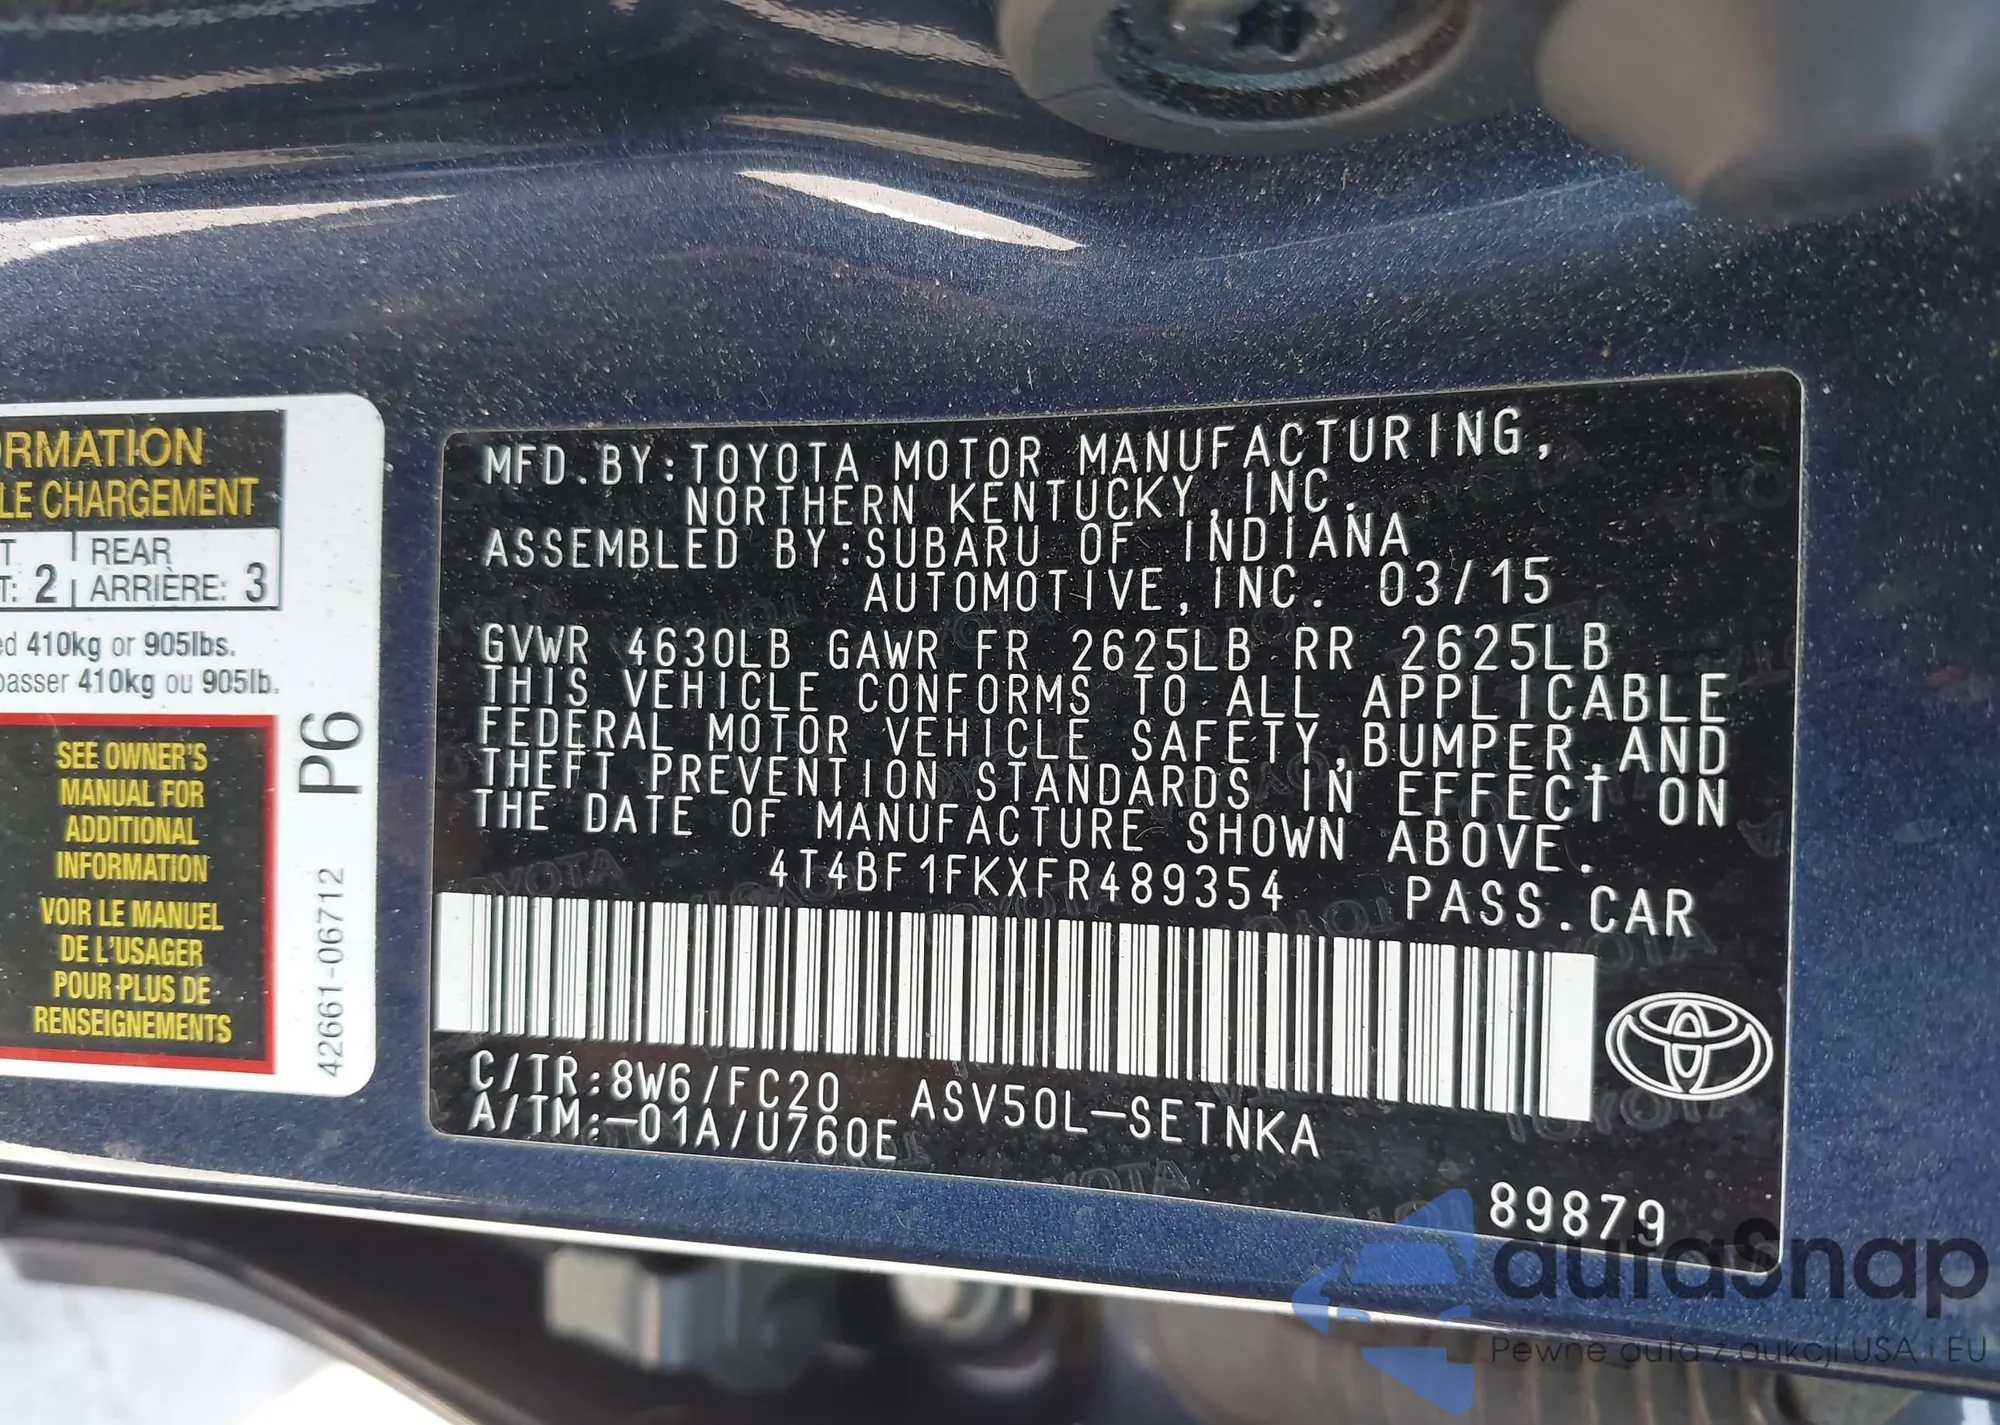 ORMATION
LE CHARGEMENT
T REAR
T: 2 ARRIÈRE: 3
ed 410kg or 905lbs.
passer 410kg ou 905lb.
SEE OWNER'S
MANUAL FOR
ADDITIONAL
INFORMATION
VOIR LE MANUEL
DE L'USAGER
POUR PLUS DE
RENSEIGNEMENTS
P6
42661-06712
MFD. BY: TOYOTA MOTOR MANUFACTURING,
NORTHERN KENTUCKY, INC.
ASSEMBLED BY: SUBARU OF INDIANA
AUTOMOTIVE, INC. 03/15
GVWR 4630LB GAWR FR 2625LB RR 2625LB
THIS VEHICLE CONFORMS TO ALL APPLICABLE
FEDERAL MOTOR VEHICLE SAFETY, BUMPER, AND
THEFT PREVENTION STANDARDS IN EFFECT ON
THE DATE OF MANUFACTURE SHOWN ABOVE.
4T4BF1FKXFR489354 PASS. CAR
C/TR: 8W6/FC20 ASV50L-SETNKA
A/TM: -01A/U760E
89879
autaSnap
Pewne auta z aukcji USA i EU